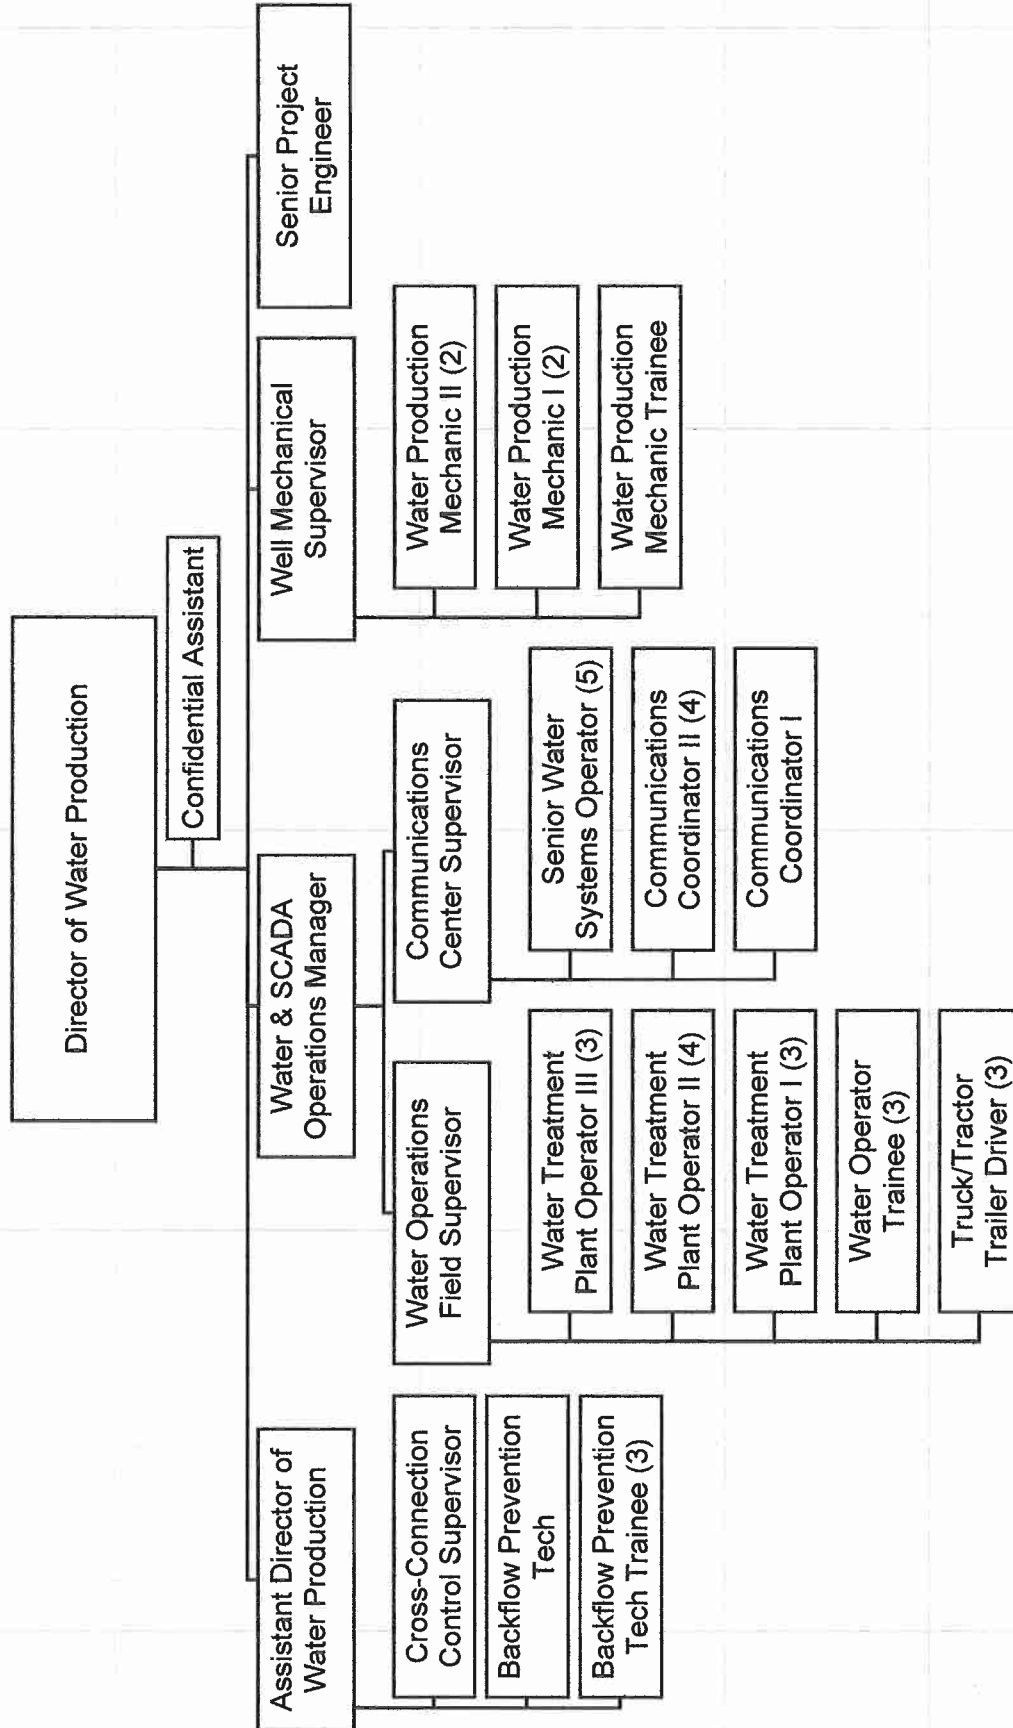 Director of Water Production
Confidential Assistant
Assistant Director of
Water Production
Cross-Connection
Control Supervisor
Backflow Prevention
Tech
Backflow Prevention
Tech Trainee (3)
Water & SCADA
Operations Manager
Water Operations
Field Supervisor
Water Treatment
Plant Operator III (3)
Water Treatment
Plant Operator II (4)
Water Treatment
Plant Operator I (3)
Water Operator
Trainee (3)
Truck/Tractor
Trailer Driver (3)
Communications
Center Supervisor
Senior Water
Systems Operator (5)
Communications
Coordinator II (4)
Communications
Coordinator I
Well Mechanical
Supervisor
Water Production
Mechanic II (2)
Water Production
Mechanic I (2)
Water Production
Mechanic Trainee
Senior Project
Engineer